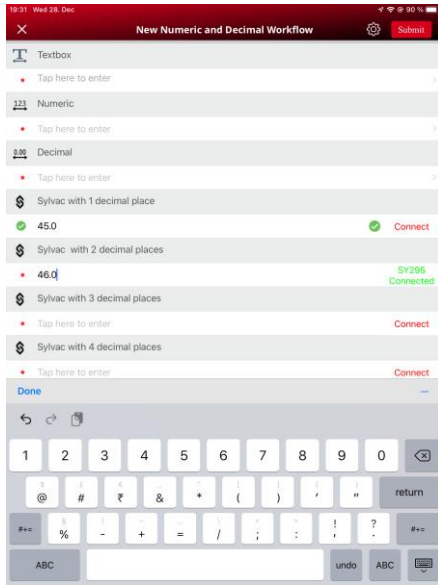 19:31 Wed 28. Dec 90 %
New Numeric and Decimal Workflow Submit
Textbox
Tap here to enter
123 Numeric
Tap here to enter
0.00 Decimal
Tap here to enter
Sylvac with 1 decimal place
45.0 Connect
Sylvac with 2 decimal places
46.0 SY296 Connected
Sylvac with 3 decimal places
Tap here to enter Connect
Sylvac with 4 decimal places
Tap here to enter Connect
Done
1 2 3 4 5 6 7 8 9 0
@ # ₹ & * ( ) ' " return
#+= % - + = / ; : ! , ? . #+=
ABC undo ABC